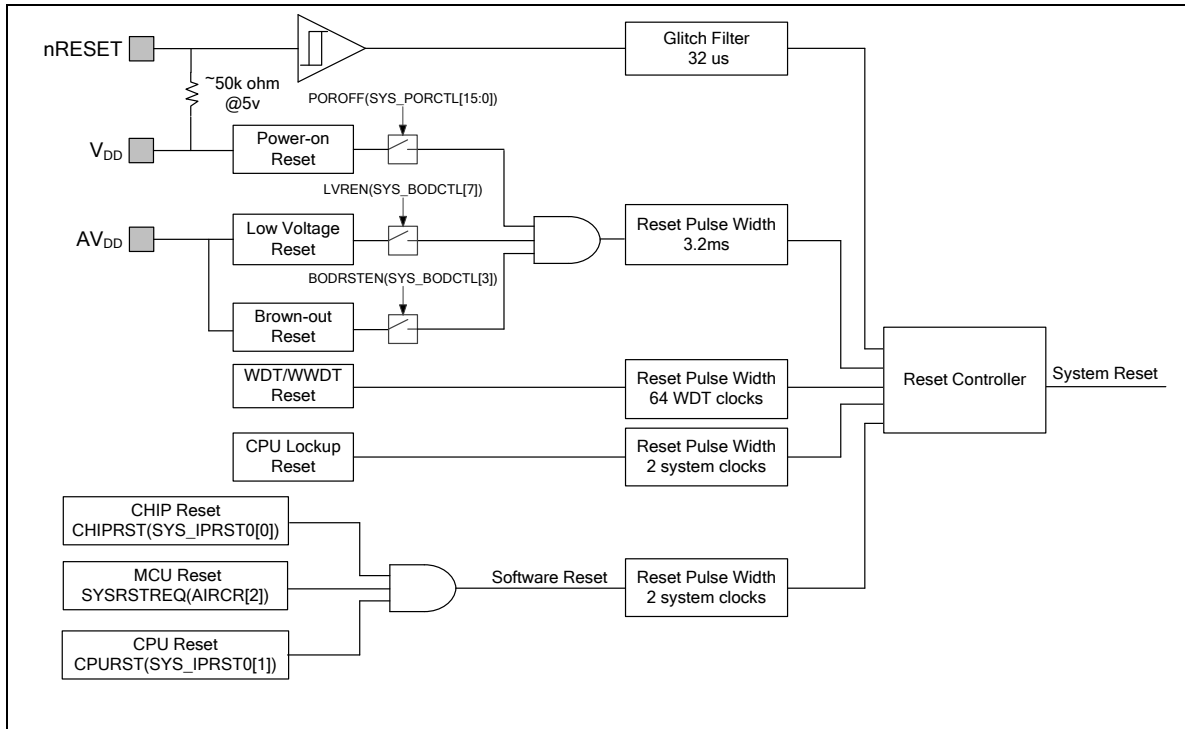 nRESET
~50k ohm
@5v
Glitch Filter
32 us
POROFF(SYS_PORCTL[15:0])
VDD
Power-on
Reset
LVREN(SYS_BODCTL[7])
AVDD
Low Voltage
Reset
Reset Pulse Width
3.2ms
BODRSTEN(SYS_BODCTL[3])
Brown-out
Reset
WDT/WWDT
Reset
Reset Pulse Width
64 WDT clocks
Reset Controller
System Reset
CPU Lockup
Reset
Reset Pulse Width
2 system clocks
CHIP Reset
CHIPRST(SYS_IPRST0[0])
MCU Reset
SYSRSTREQ(AIRCR[2])
Software Reset
Reset Pulse Width
2 system clocks
CPU Reset
CPURST(SYS_IPRST0[1])